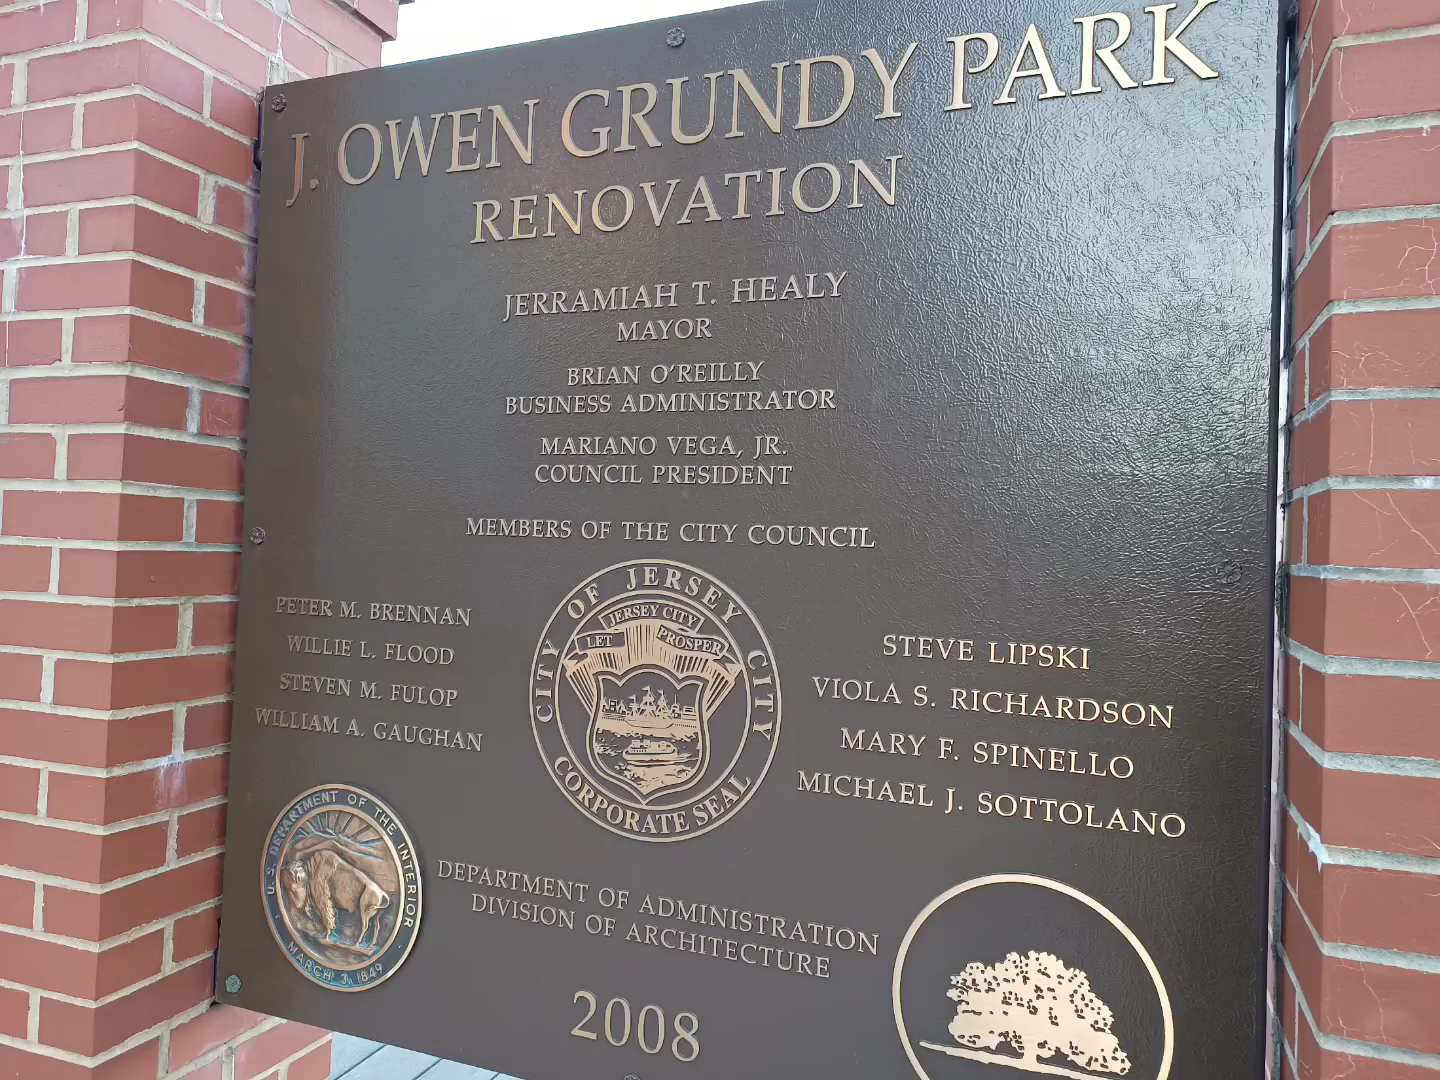 J. OWEN GRUNDY PARK
RENOVATION
JERRAMIAH T. HEALY
MAYOR
BRIAN O'REILLY
BUSINESS ADMINISTRATOR
MARIANO VEGA, JR.
COUNCIL PRESIDENT
MEMBERS OF THE CITY COUNCIL
PETER M. BRENNAN
WILLIE L. FLOOD
STEVEN M. FULOP
WILLIAM A. GAUGHAN
CITY OF JERSEY CITY
JERSEY CITY
LET PROSPER
CORPORATE SEAL
STEVE LIPSKI
VIOLA S. RICHARDSON
MARY F. SPINELLO
MICHAEL J. SOTTOLANO
U. S. DEPARTMENT OF THE INTERIOR
MARCH 3, 1849
DEPARTMENT OF ADMINISTRATION
DIVISION OF ARCHITECTURE
2008